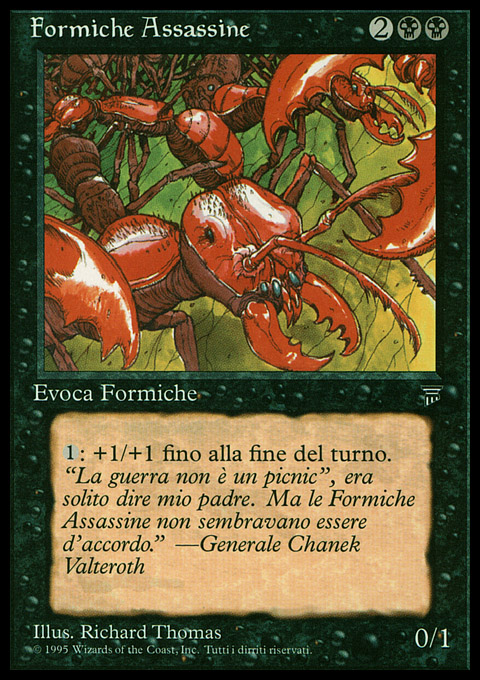 Formiche Assassine 2
Evoca Formiche
1: +1/+1 fino alla fine del turno.
“La guerra non è un picnic”, era
solito dire mio padre. Ma le Formiche
Assassine non sembravano essere
d’accordo.” —Generale Chanek
Valteroth
Illus. Richard Thomas
0/1
© 1995 Wizards of the Coast, Inc. Tutti i diritti riservati.